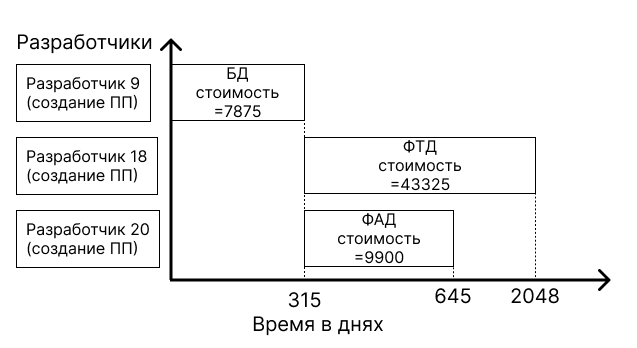 Разработчики
Разработчик 9
(создание ПП)
БД
стоимость
=7875
Разработчик 18
(создание ПП)
ФТД
стоимость
=43325
Разработчик 20
(создание ПП)
ФАД
стоимость
=9900
315
645
2048
Время в днях